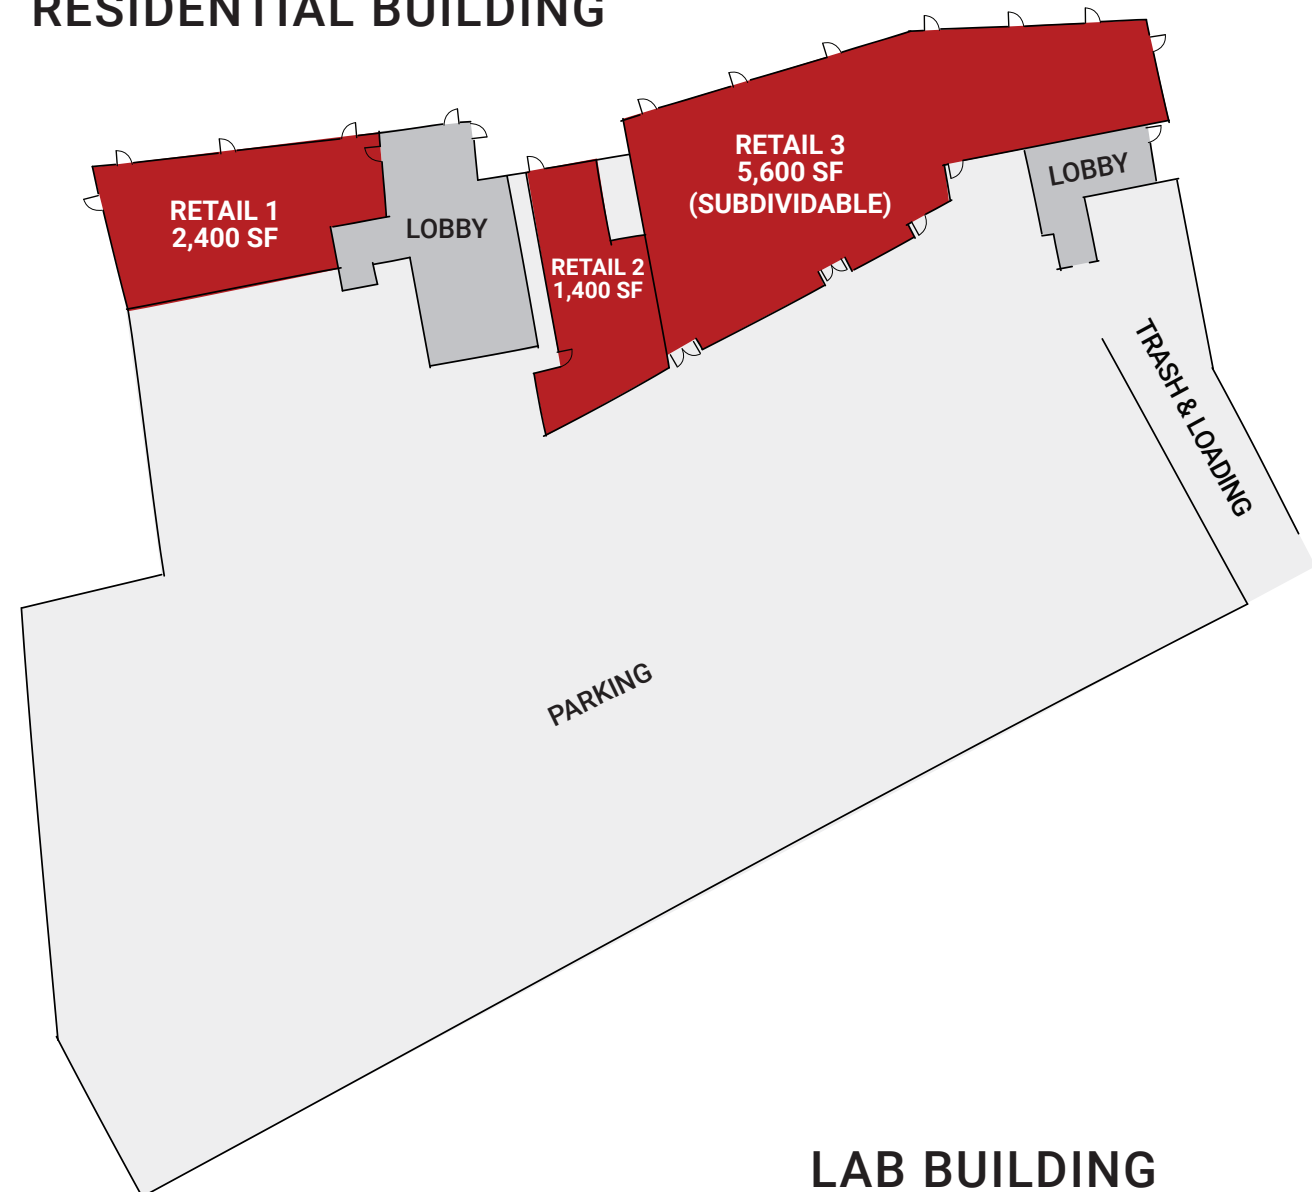 RESIDENTIAL BUILDING
RETAIL 1
2,400 SF
LOBBY
RETAIL 2
1,400 SF
RETAIL 3
5,600 SF
(SUBDIVIDABLE)
LOBBY
TRASH & LOADING
PARKING
LAB BUILDING